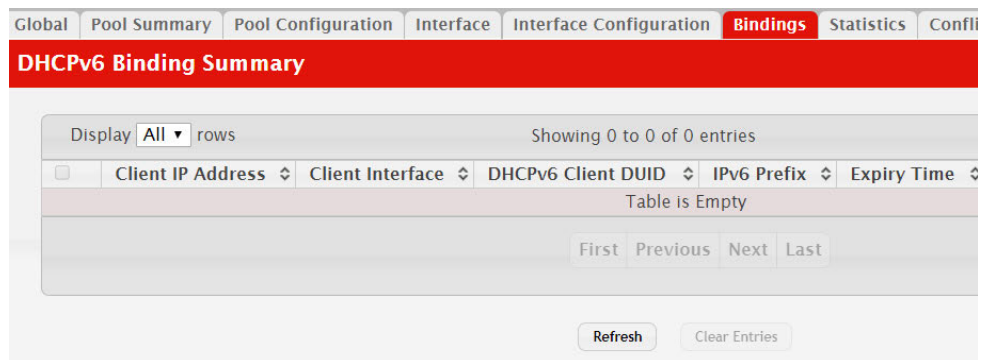 Global Pool Summary Pool Configuration Interface Interface Configuration Bindings Statistics Confli
DHCPv6 Binding Summary
Display All rows Showing 0 to 0 of 0 entries
Client IP Address Client Interface DHCPv6 Client DUID IPv6 Prefix Expiry Time
Table is Empty
First Previous Next Last
Refresh Clear Entries